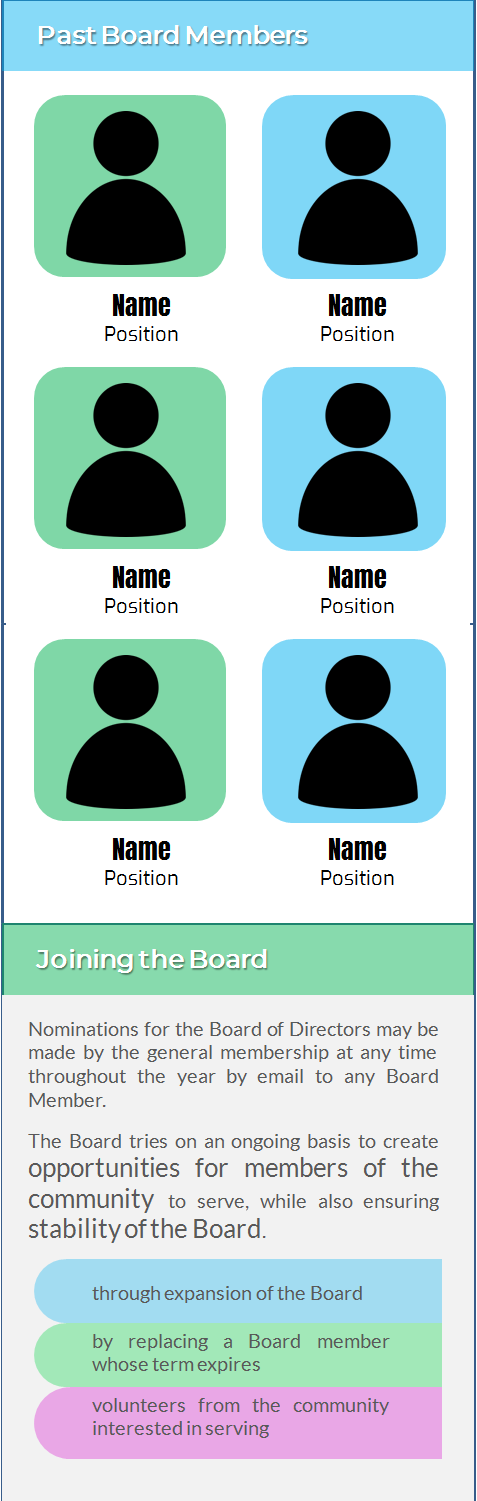 Past Board Members
Name Name
Position Position
Name Name
Position Position
Name Name
Position Position
Joining the Board
Nominations for the Board of Directors may be
made by the general membership at any time
throughout the year by email to any Board
Member.
The Board tries on an ongoing basis to create
opportunities for members of the
community to serve, while also ensuring
stability of the Board.
through expansion of the Board
by replacing a Board member
whose term expires
volunteers from the community
interested in serving